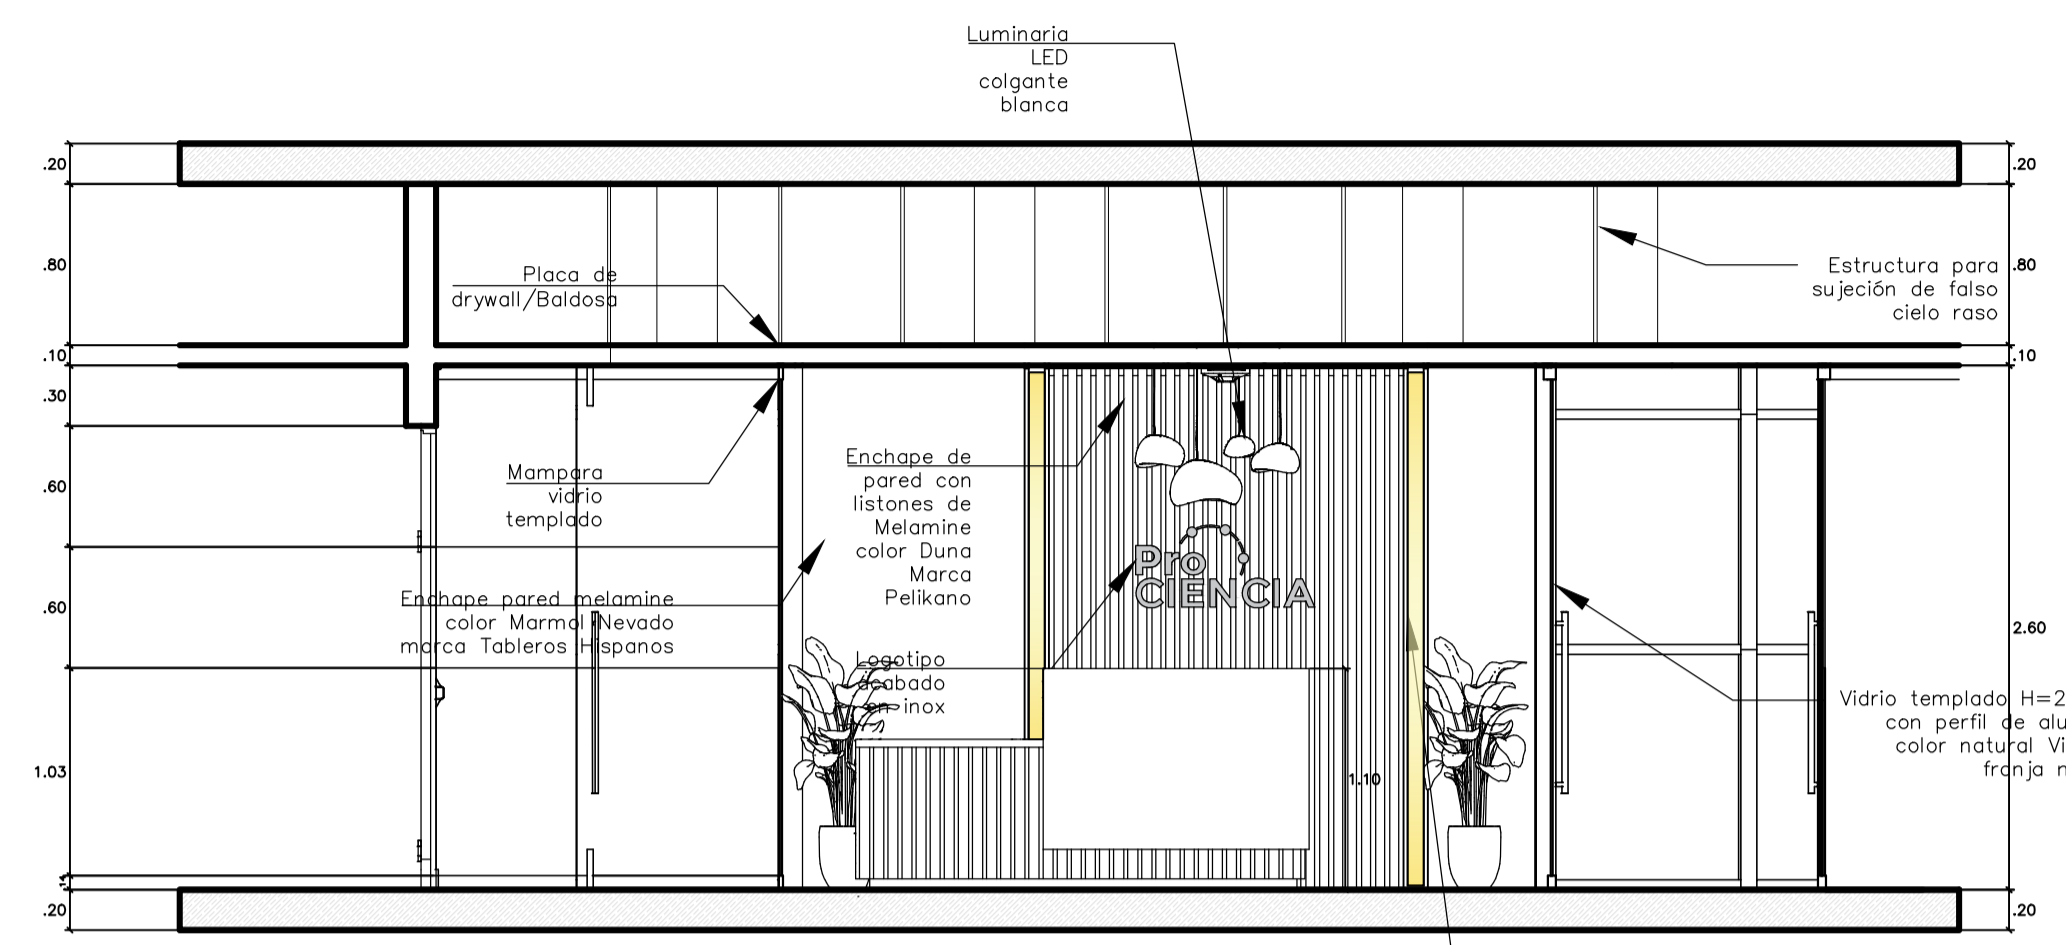 Luminaria
LED
colgante
blanca
.20
.20
.80
Placa de
drywall/Baldosa
Estructura para
sujeción de falso
cielo raso
.80
.10
.10
.30
.60
Mampara
vidrio
templado
Enchape de
pared con
listones de
Melamine
color Duna
Marca
Pelikano
Pro
CIENCIA
.60
Enchape pared melamine
color Marmol Nevado
marca Tableros Hispanos
2.60
Logotipo
acabado
en inox
Vidrio templado H=2
con perfil de alu
color natural Vi
franja n
1.03
1.10
.20
.20